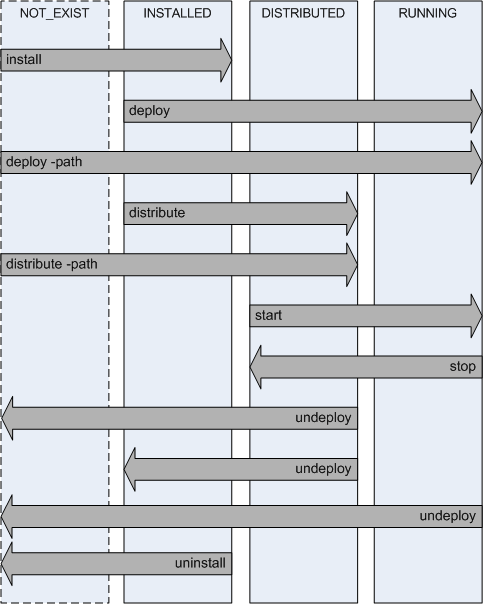 NOT_EXIST
INSTALLED
DISTRIBUTED
RUNNING
install
deploy
deploy -path
distribute
distribute -path
start
stop
undeploy
undeploy
undeploy
uninstall